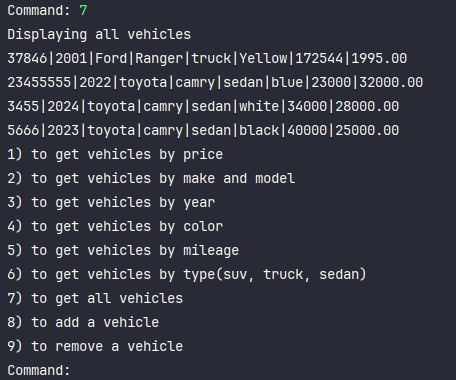 Command: 7
Displaying all vehicles
37846|2001|Ford|Ranger|truck|Yellow|172544|1995.00
23455555|2022|toyota|camry|sedan|blue|23000|32000.00
3455|2024|toyota|camry|sedan|white|34000|28000.00
5666|2023|toyota|camry|sedan|black|40000|25000.00
1) to get vehicles by price
2) to get vehicles by make and model
3) to get vehicles by year
4) to get vehicles by color
5) to get vehicles by mileage
6) to get vehicles by type(suv, truck, sedan)
7) to get all vehicles
8) to add a vehicle
9) to remove a vehicle
Command: